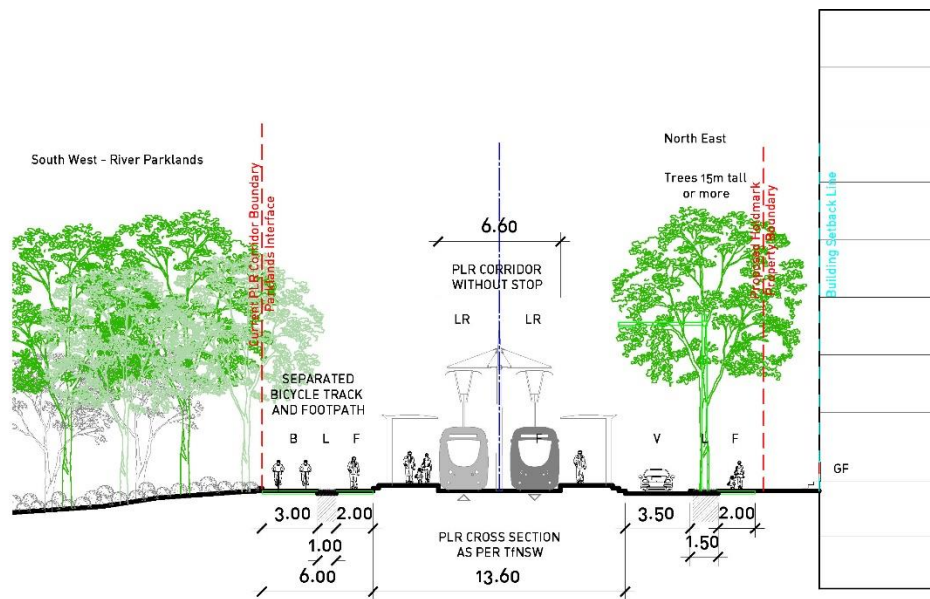 South West - River Parklands
North East
Trees 15m tall
or more
Current PLR Corridor Boundary
Parklands Interface
Proposed Holdmark
Property Boundary
Building Setback Line
6.60
PLR CORRIDOR
WITHOUT STOP
LR
LR
SEPARATED
BICYCLE TRACK
AND FOOTPATH
B
L
F
F
V
L
F
GF
3.00
2.00
3.50
2.00
1.00
1.50
PLR CROSS SECTION
AS PER TfNSW
6.00
13.60